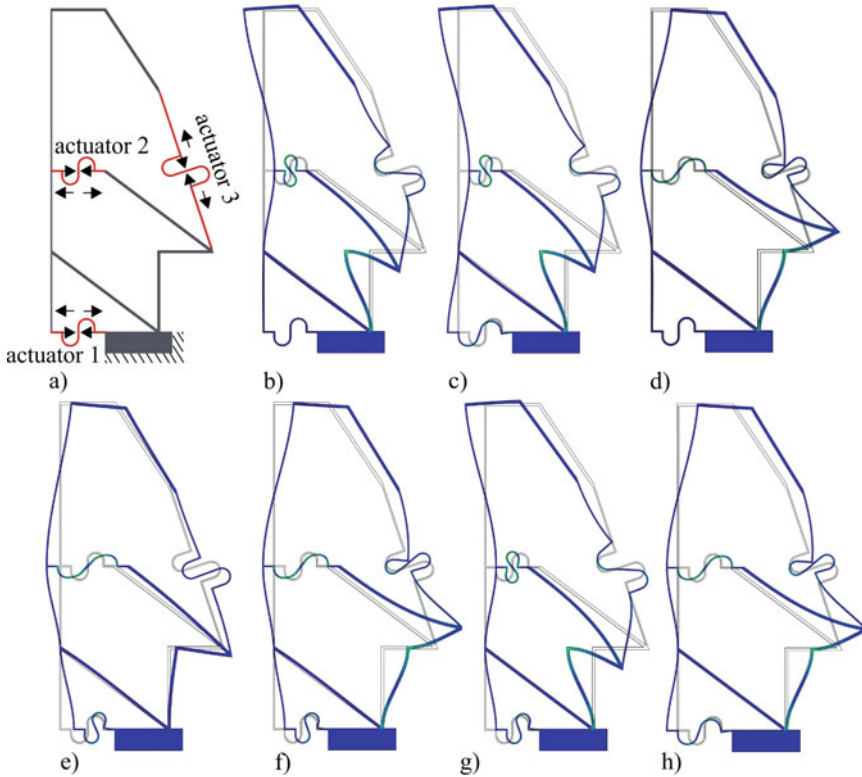 actuator 2
actuator 3
actuator 1
a)
b)
c)
d)
e)
f)
g)
h)